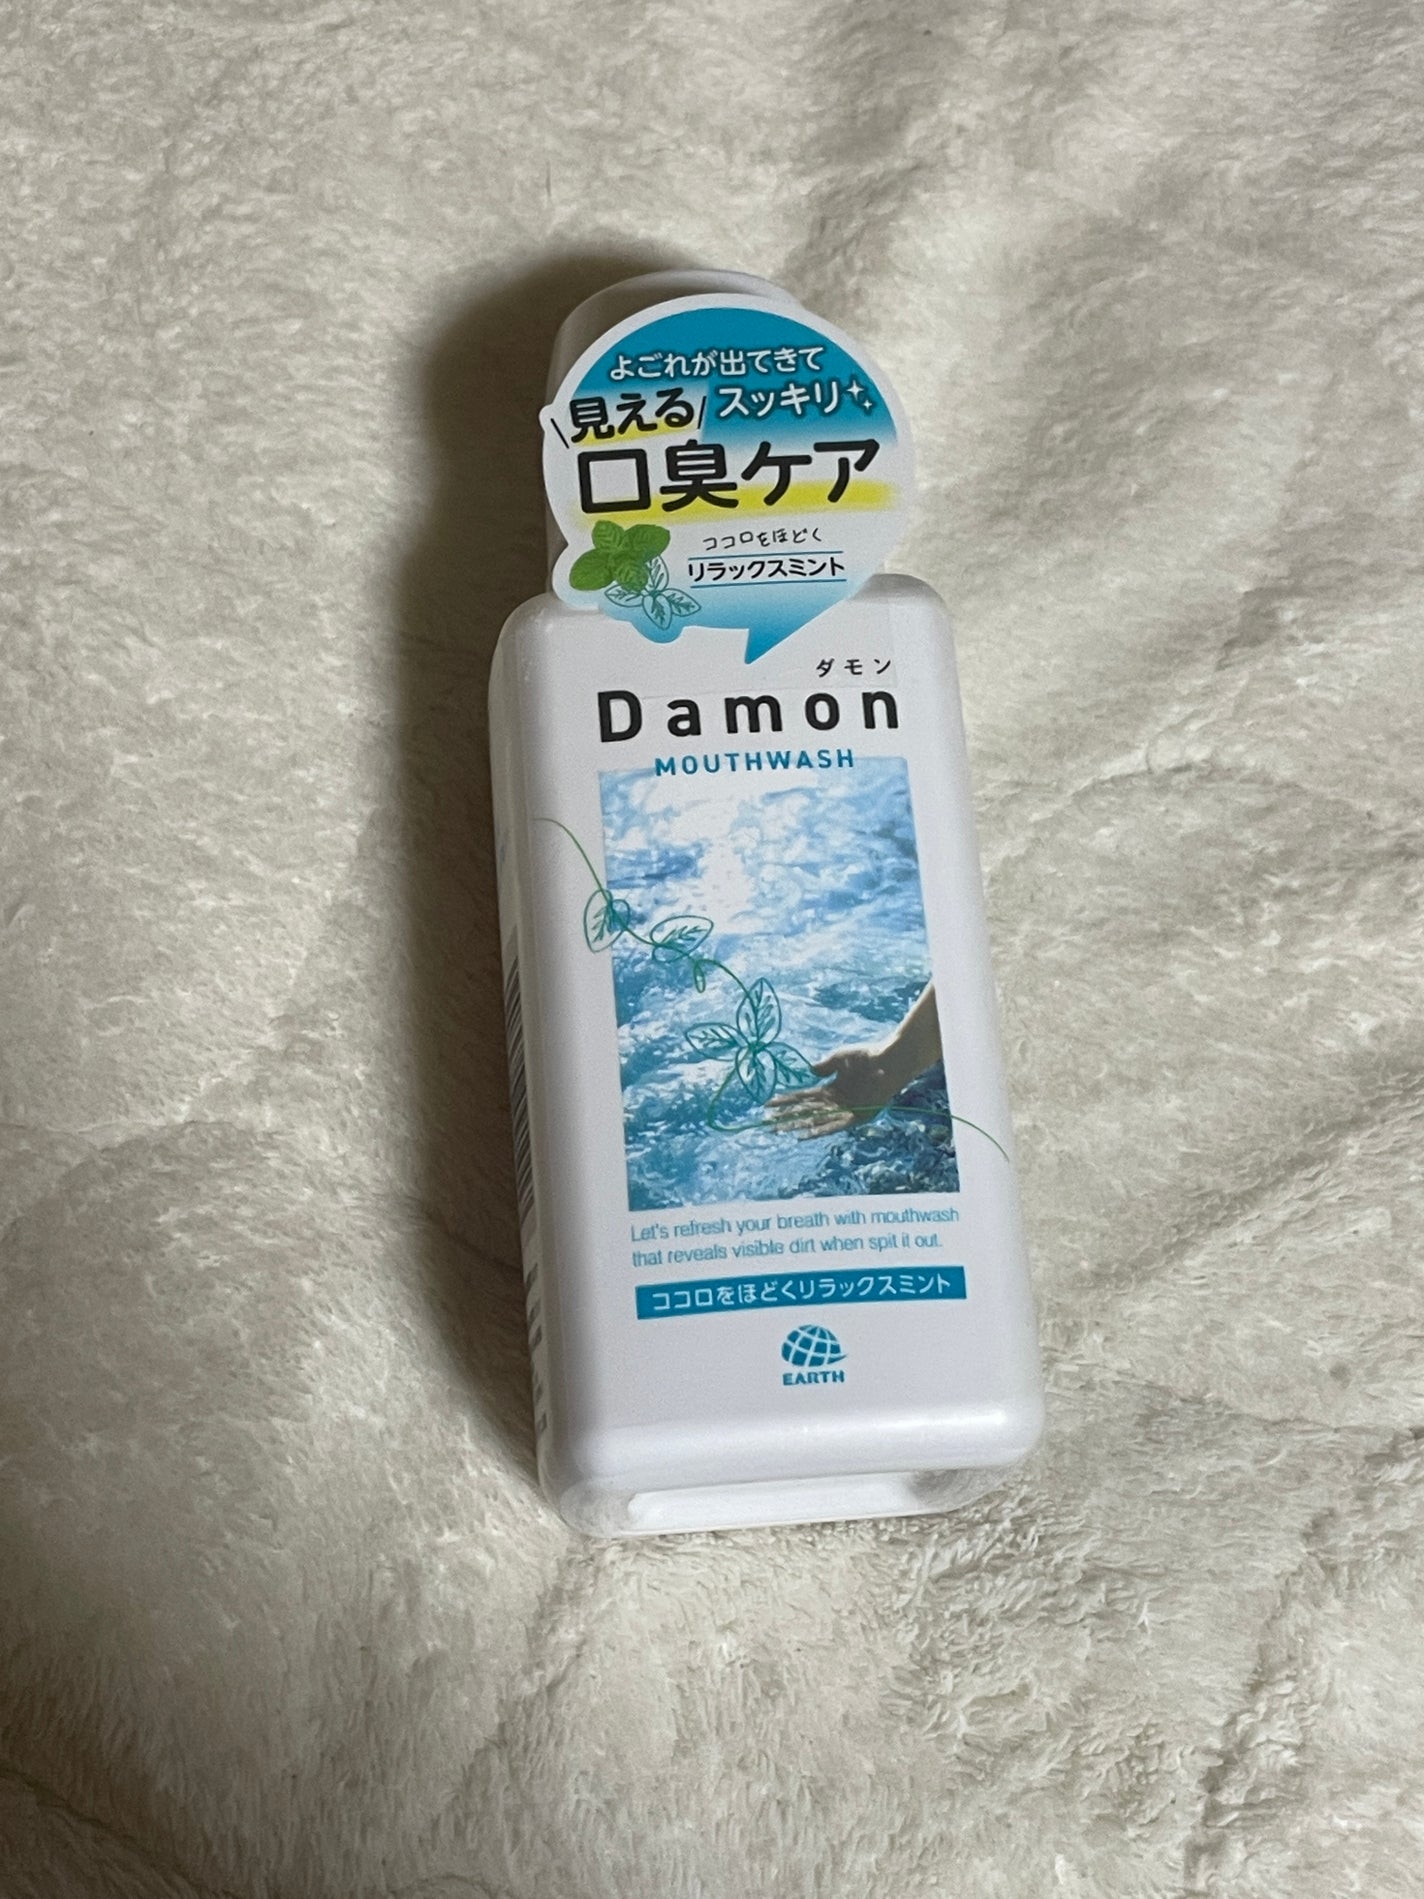 よごれが出てきて
見える スッキリ
口臭ケア
ココロをほどく
リラックスミント
ダモン
Damon
MOUTHWASH
Let's refresh your breath with mouthwash
that reveals visible dirt when spit it out.
ココロをほどくリラックスミント
EARTH